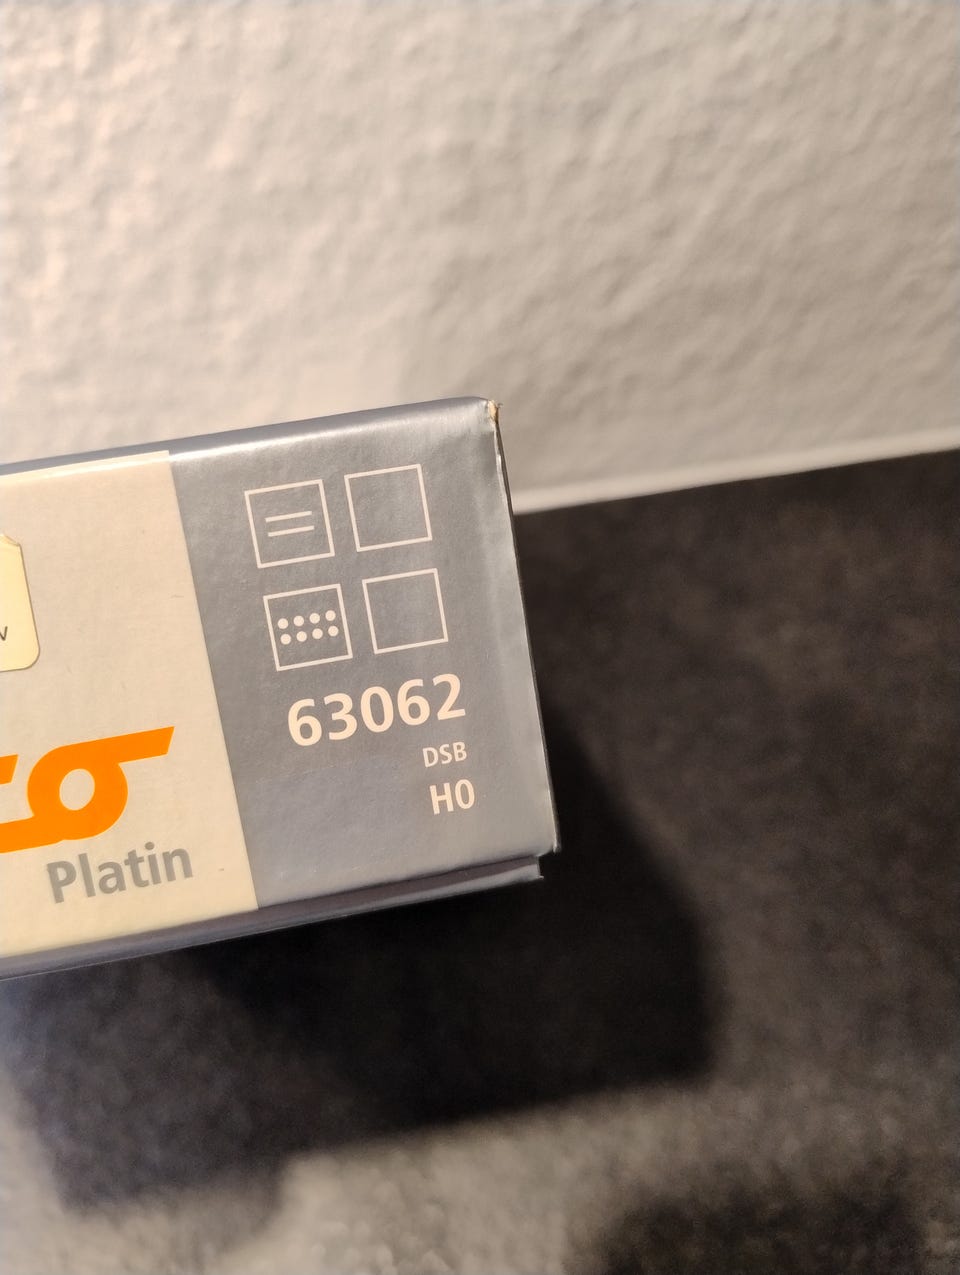 63062
DSB
H0
Platin